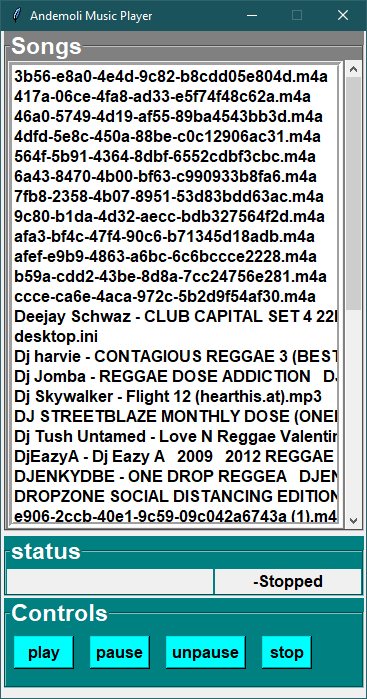 Andemoli Music Player
Songs
3b56-e8a0-4e4d-9c82-b8cdd05e804d.m4a
417a-06ce-4fa8-ad33-e5f74f48c62a.m4a
46a0-5749-4d19-af55-89ba4543bb3d.m4a
4dfd-5e8c-450a-88be-c0c12906ac31.m4a
564f-5b91-4364-8dbf-6552cdbf3cbc.m4a
6a43-8470-4b00-bf63-c990933b8fa6.m4a
7fb8-2358-4b07-8951-53d83bdd63ac.m4a
9c80-b1da-4d32-aecc-bdb327564f2d.m4a
afa3-bf4c-47f4-90c6-b71345d18adb.m4a
afef-e9b9-4863-a6bc-6c6bccce2228.m4a
b59a-cdd2-43be-8d8a-7cc24756e281.m4a
ccce-ca6e-4aca-972c-5b2d9f54af30.m4a
Deejay Schwaz - CLUB CAPITAL SET 4 22
desktop.ini
Dj harvie - CONTAGIOUS REGGAE 3 (BEST
Dj Jomba - REGGAE DOSE ADDICTION DJ
Dj Skywalker - Flight 12 (hearthis.at).mp3
DJ STREETBLAZE MONTHLY DOSE (ONE
Dj Tush Untamed - Love N Reggae Valentin
DjEazyA - Dj Eazy A 2009 2012 REGGAE
DJENKYDBE - ONE DROP REGGEA DJEN
DROPZONE SOCIAL DISTANCING EDITION
e906-2ccb-40e1-9c59-09c042a6743a (1).m4
status
-Stopped
Controls
play pause unpause stop